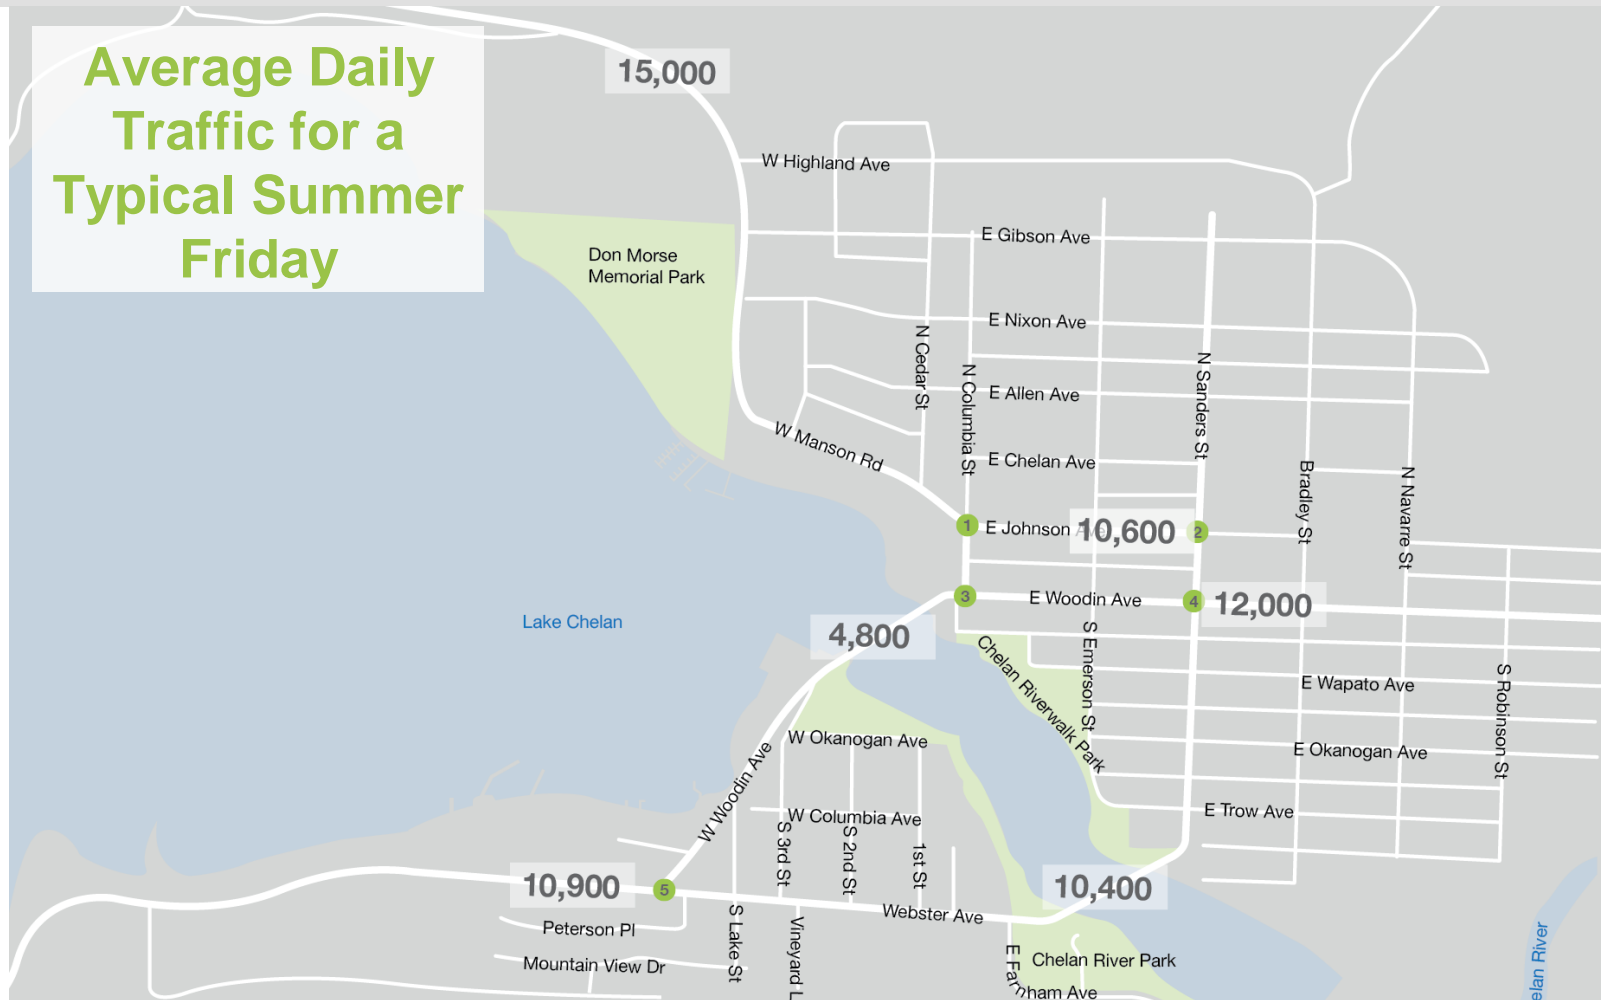 Average Daily
Traffic for a
Typical Summer
Friday
15,000
W Highland Ave
E Gibson Ave
Don Morse
Memorial Park
E Nixon Ave
N Cedar St
N Columbia St
N Sanders St
E Allen Ave
W Manson Rd
E Chelan Ave
Bradley St
N Navarre St
1
E Johnson Ave
10,600
2
3
E Woodin Ave
4
12,000
Lake Chelan
4,800
Chelan Riverwalk Park
S Emerson St
E Wapato Ave
S Robinson St
W Okanogan Ave
E Okanogan Ave
W Woodin Ave
W Columbia Ave
E Trow Ave
S 3rd St
S 2nd St
1st St
10,900
5
10,400
Webster Ave
Peterson Pl
S Lake St
Vineyard L
Mountain View Dr
E Farnham Ave
Chelan River Park
elan River